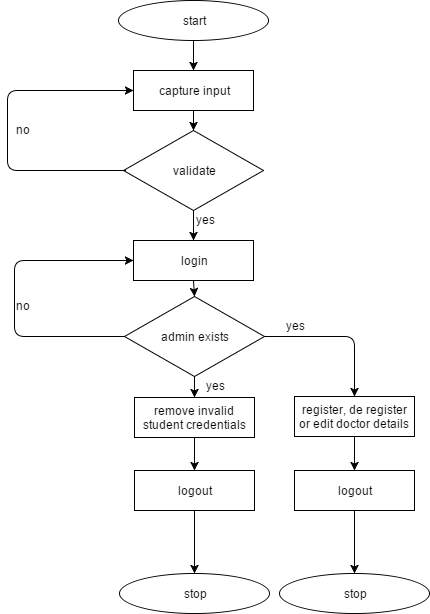 start
capture input
no
validate
yes
login
no
admin exists
yes
yes
remove invalid
student credentials
register, de register
or edit doctor details
logout
logout
stop
stop